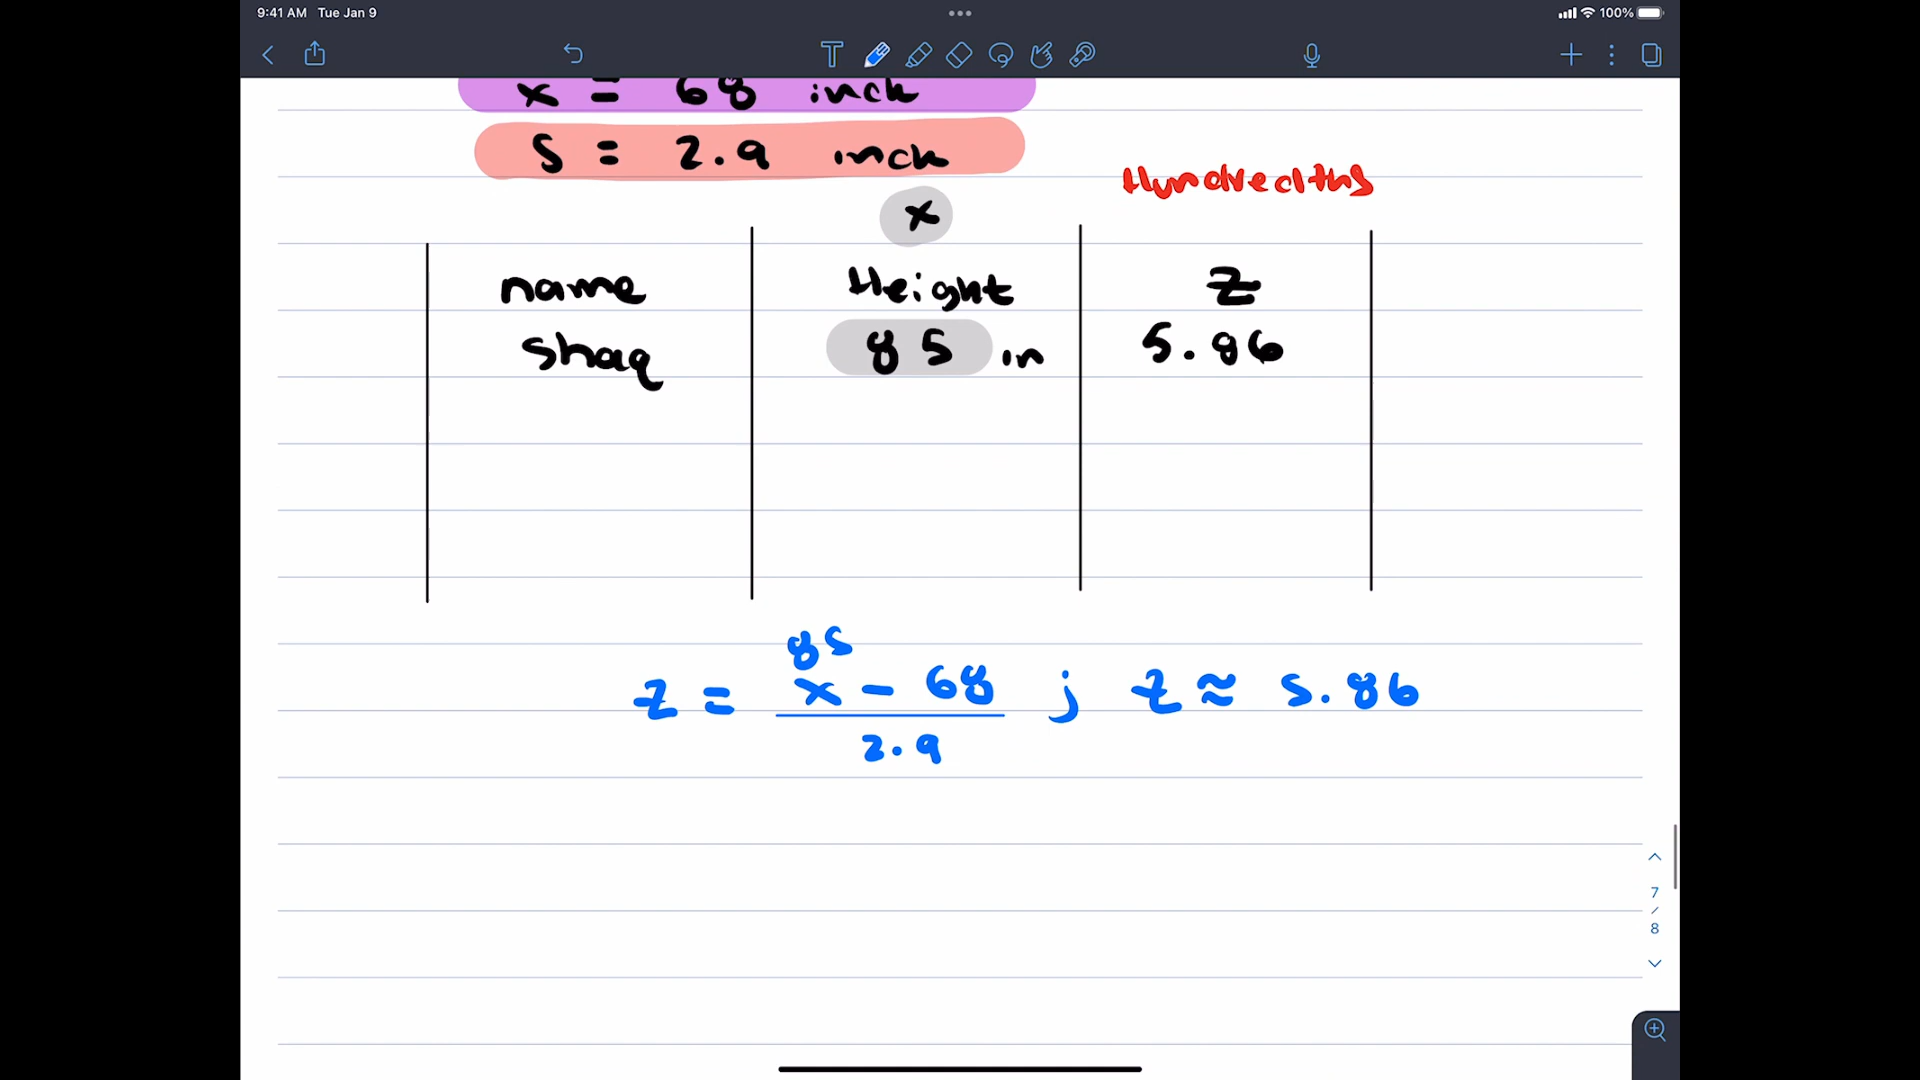 9:41 AM Tue Jan 9
100%
x = 68 inch
S = 2.9 inch
Hundredths
x
name Height z
Shaq 85 in 5.86
85
z = x - 68 ; z ≈ 5.86
2.9
7
/
8